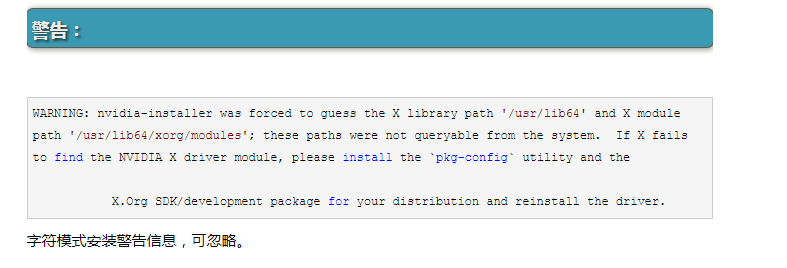 警告：
WARNING: nvidia-installer was forced to guess the X library path '/usr/lib64' and X module
path '/usr/lib64/xorg/modules'; these paths were not queryable from the system.  If X fails
to find the NVIDIA X driver module, please install the `pkg-config` utility and the
X.Org SDK/development package for your distribution and reinstall the driver.
字符模式安装警告信息，可忽略。